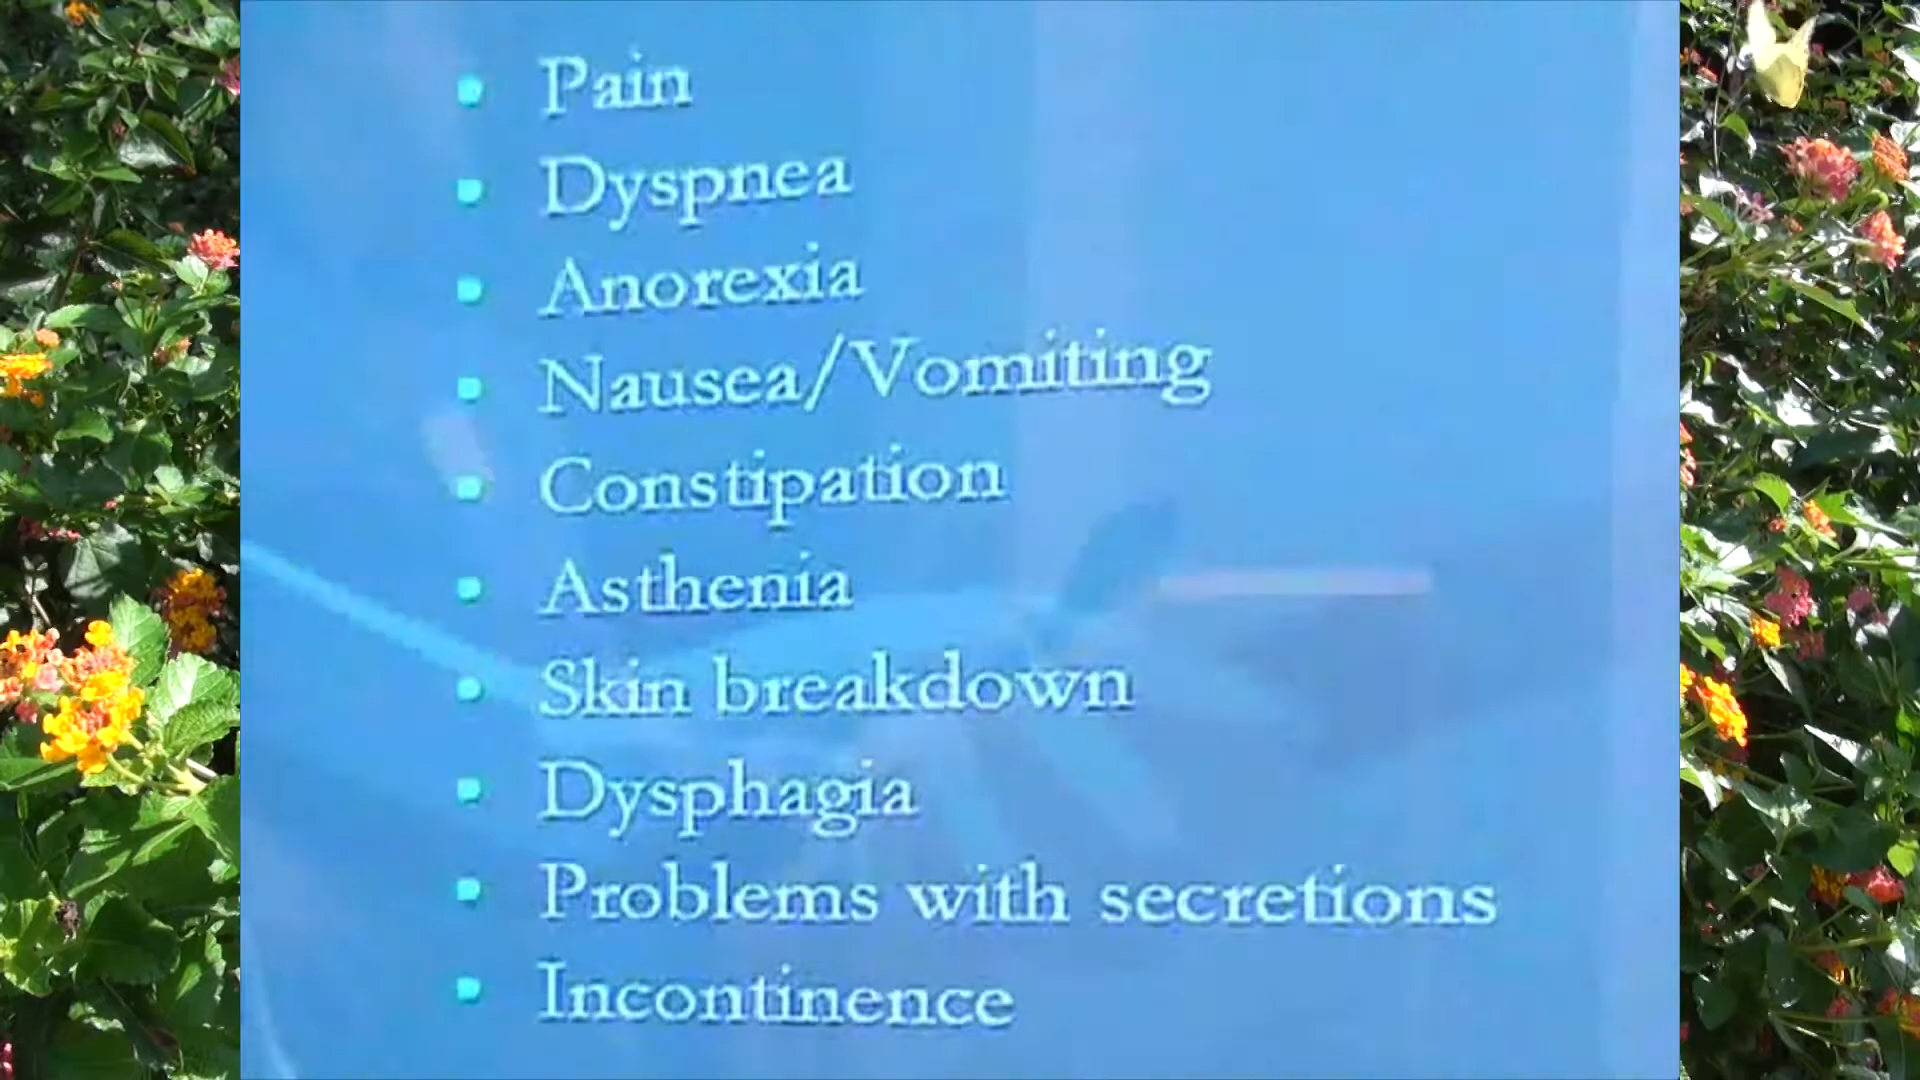 • Pain
• Dyspnea
• Anorexia
• Nausea/Vomiting
• Constipation
• Asthenia
• Skin breakdown
• Dysphagia
• Problems with secretions
• Incontinence